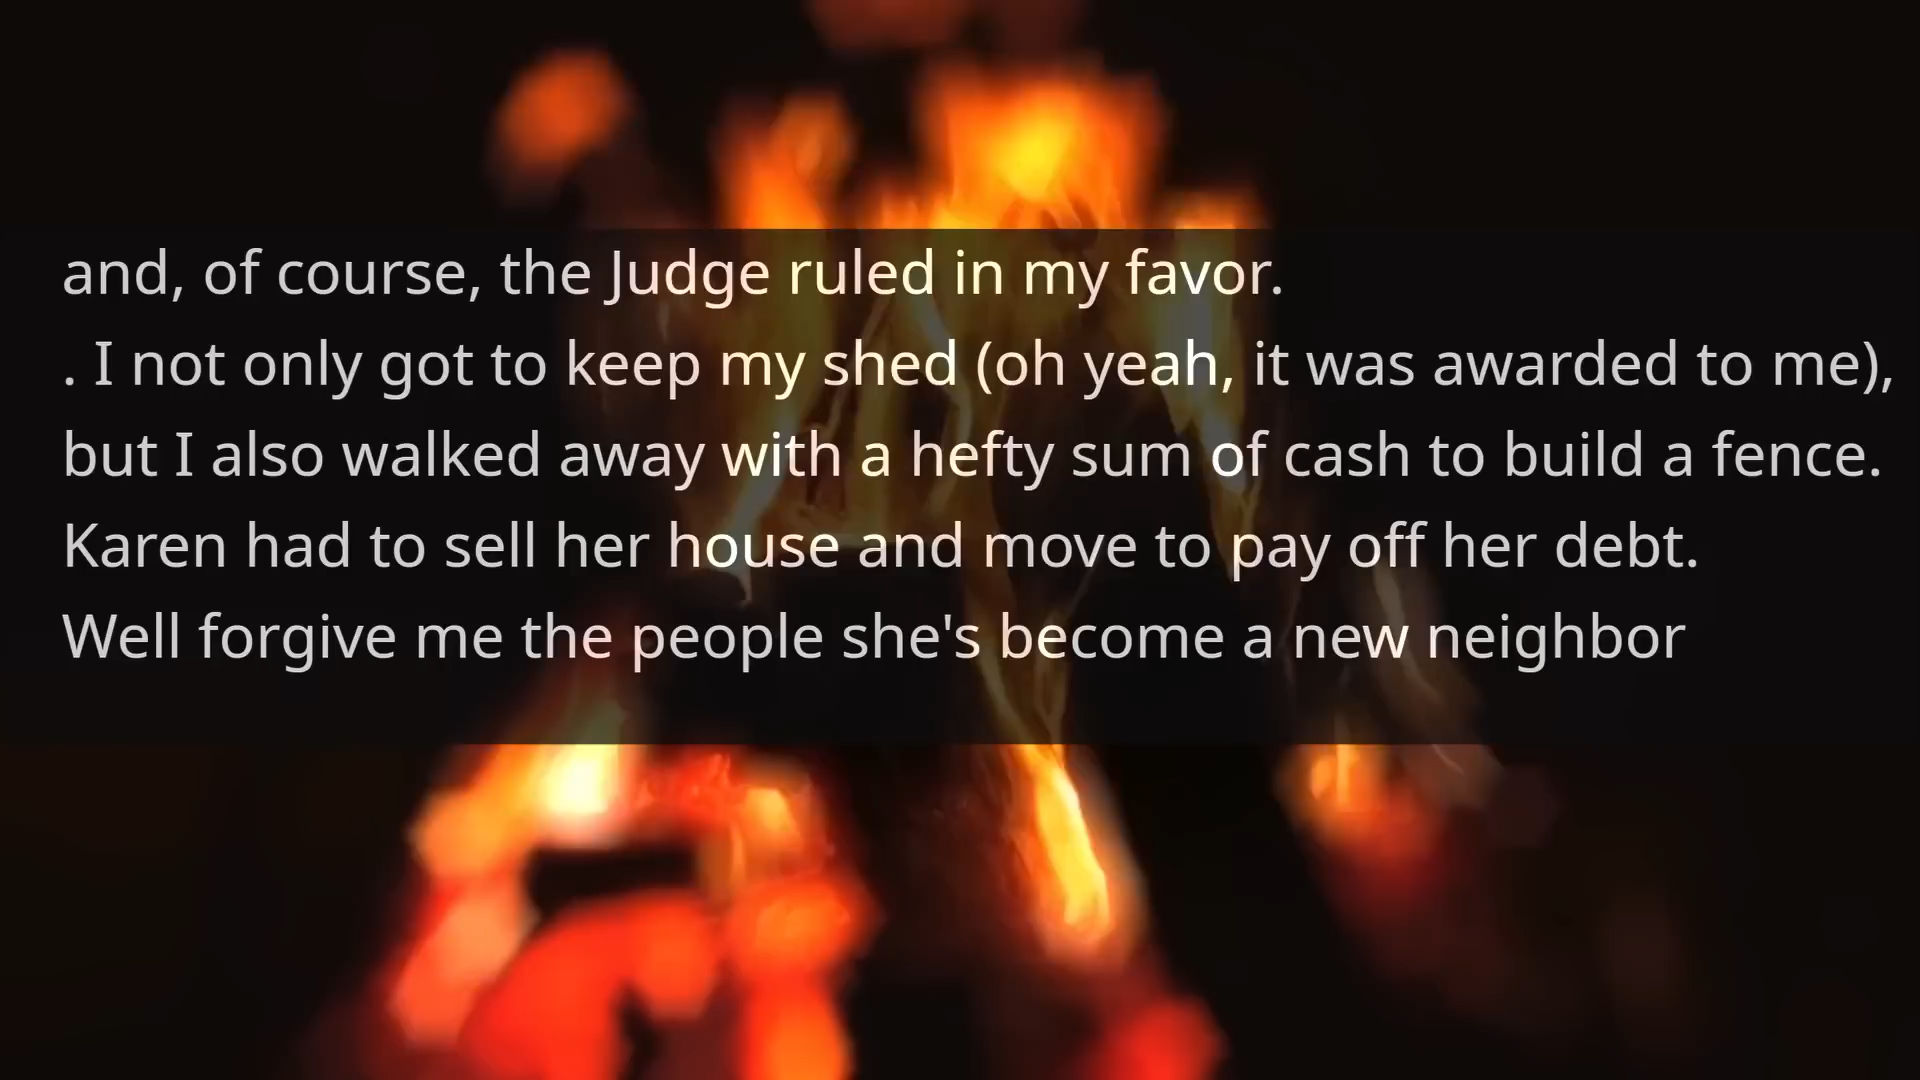 and, of course, the Judge ruled in my favor.
. I not only got to keep my shed (oh yeah, it was awarded to me),
but I also walked away with a hefty sum of cash to build a fence.
Karen had to sell her house and move to pay off her debt.
Well forgive me the people she's become a new neighbor